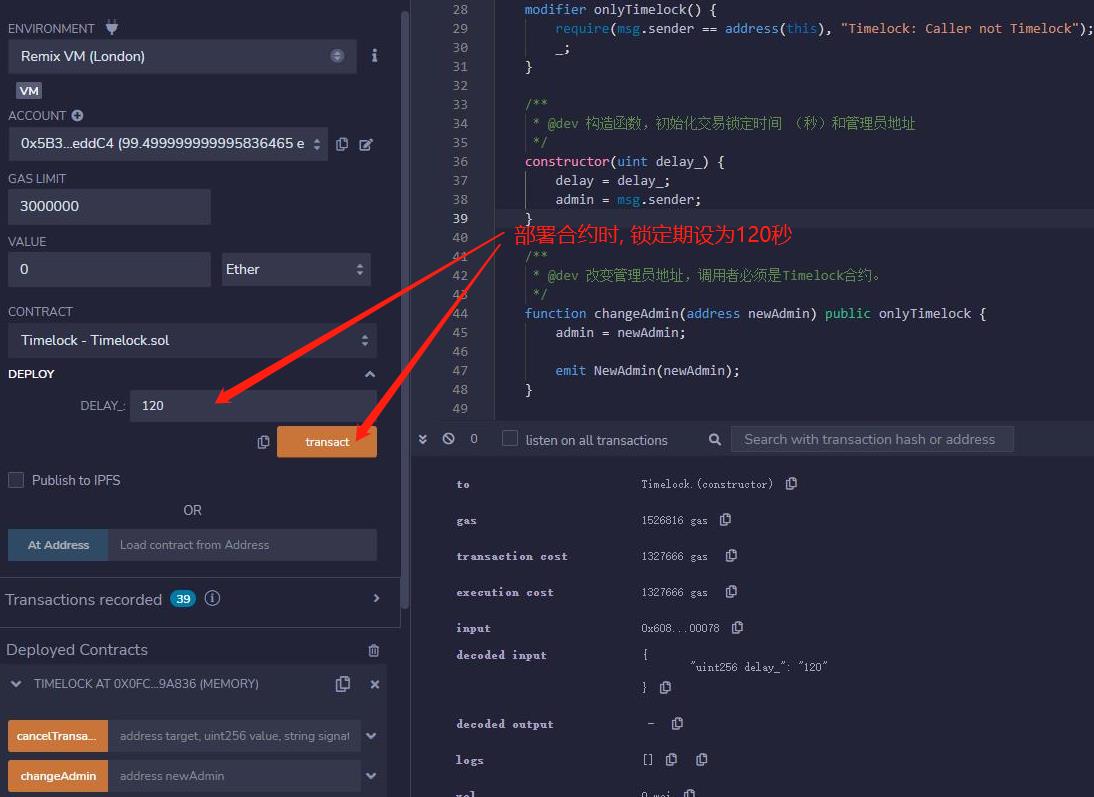 ENVIRONMENT
Remix VM (London)
VM
ACCOUNT
0x5B3...eddC4 (99.499999999995836465 e
GAS LIMIT
3000000
VALUE
0
Ether
CONTRACT
Timelock - Timelock.sol
DEPLOY
DELAY_:
120
transact
Publish to IPFS
OR
At Address
Load contract from Address
Transactions recorded 39
Deployed Contracts
TIMELOCK AT 0X0FC...9A836 (MEMORY)
cancelTransa...
address target, uint256 value, string signat
changeAdmin
address newAdmin
28 modifier onlyTimelock() {
29 require(msg.sender == address(this), "Timelock: Caller not Timelock");
30 _;
31 }
32
33 /**
34 * @dev 构造函数，初始化交易锁定时间 （秒）和管理员地址
35 */
36 constructor(uint delay_) {
37 delay = delay_;
38 admin = msg.sender;
39 }
40
部署合约时, 锁定期设为120秒
41 /**
42 * @dev 改变管理员地址，调用者必须是Timelock合约。
43 */
44 function changeAdmin(address newAdmin) public onlyTimelock {
45 admin = newAdmin;
46
47 emit NewAdmin(newAdmin);
48 }
49
0
listen on all transactions
Search with transaction hash or address
to Timelock.(constructor)
gas 1526816 gas
transaction cost 1327666 gas
execution cost 1327666 gas
input 0x608...00078
decoded input {
"uint256 delay_": "120"
}
decoded output -
logs []
val 0 wei